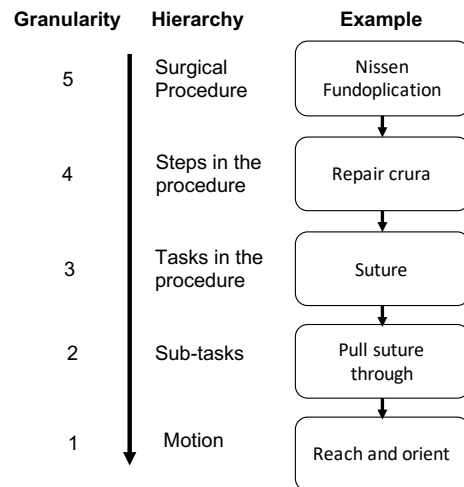 Granularity Hierarchy Example
5 Surgical Procedure Nissen Fundoplication
4 Steps in the procedure Repair crura
3 Tasks in the procedure Suture
2 Sub-tasks Pull suture through
1 Motion Reach and orient